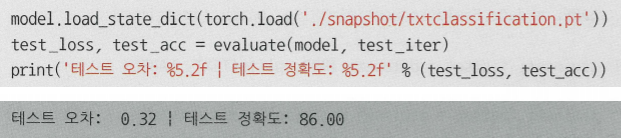 model.load_state_dict(torch.load('./snapshot/txtclassification.pt'))
test_loss, test_acc = evaluate(model, test_iter)
print('테스트 오차: %5.2f | 테스트 정확도: %5.2f' % (test_loss, test_acc))
테스트 오차:  0.32 | 테스트 정확도: 86.00